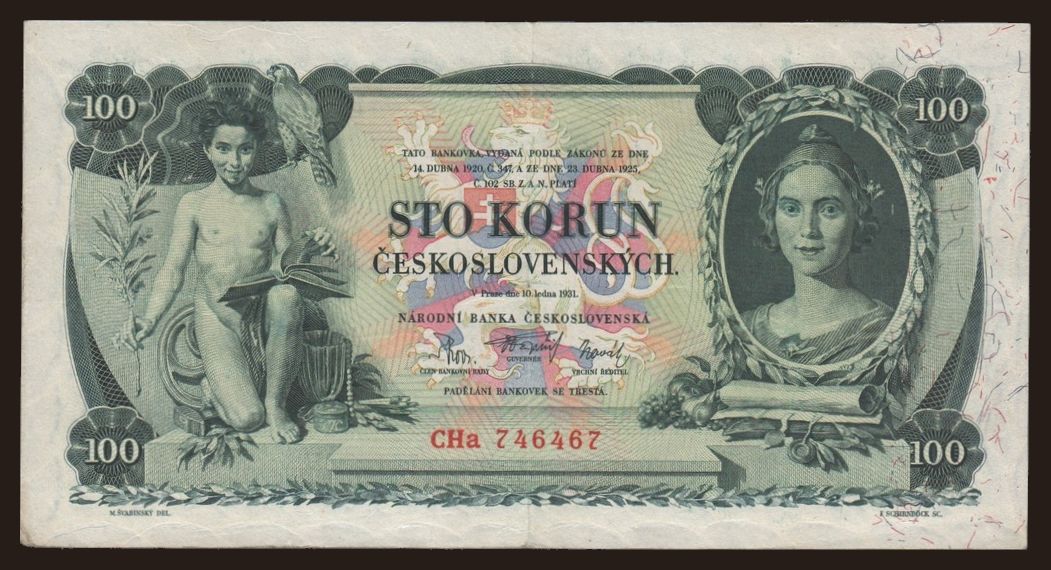 100
100
TATO BANKOVKA, VYDANÁ PODLE ZÁKONŮ ZE DNE
14. DUBNA 1920, Č. 347, A ZE DNE 23. DUBNA 1925,
Č. 102 SB. Z. A N. PLATÍ
STO KORUN
ČESKOSLOVENSKÝCH.
V Praze dne 10. ledna 1931.
NÁRODNÍ BANKA ČESKOSLOVENSKÁ
ČLEN BANKOVNÍ RADY
GUVERNÉR
VRCHNÍ ŘEDITEL
PADĚLÁNÍ BANKOVEK SE TRESTÁ.
CHa 746467
100
100
M. ŠVABINSKÝ DEL.
F. SCHIRNBÖCK SC.